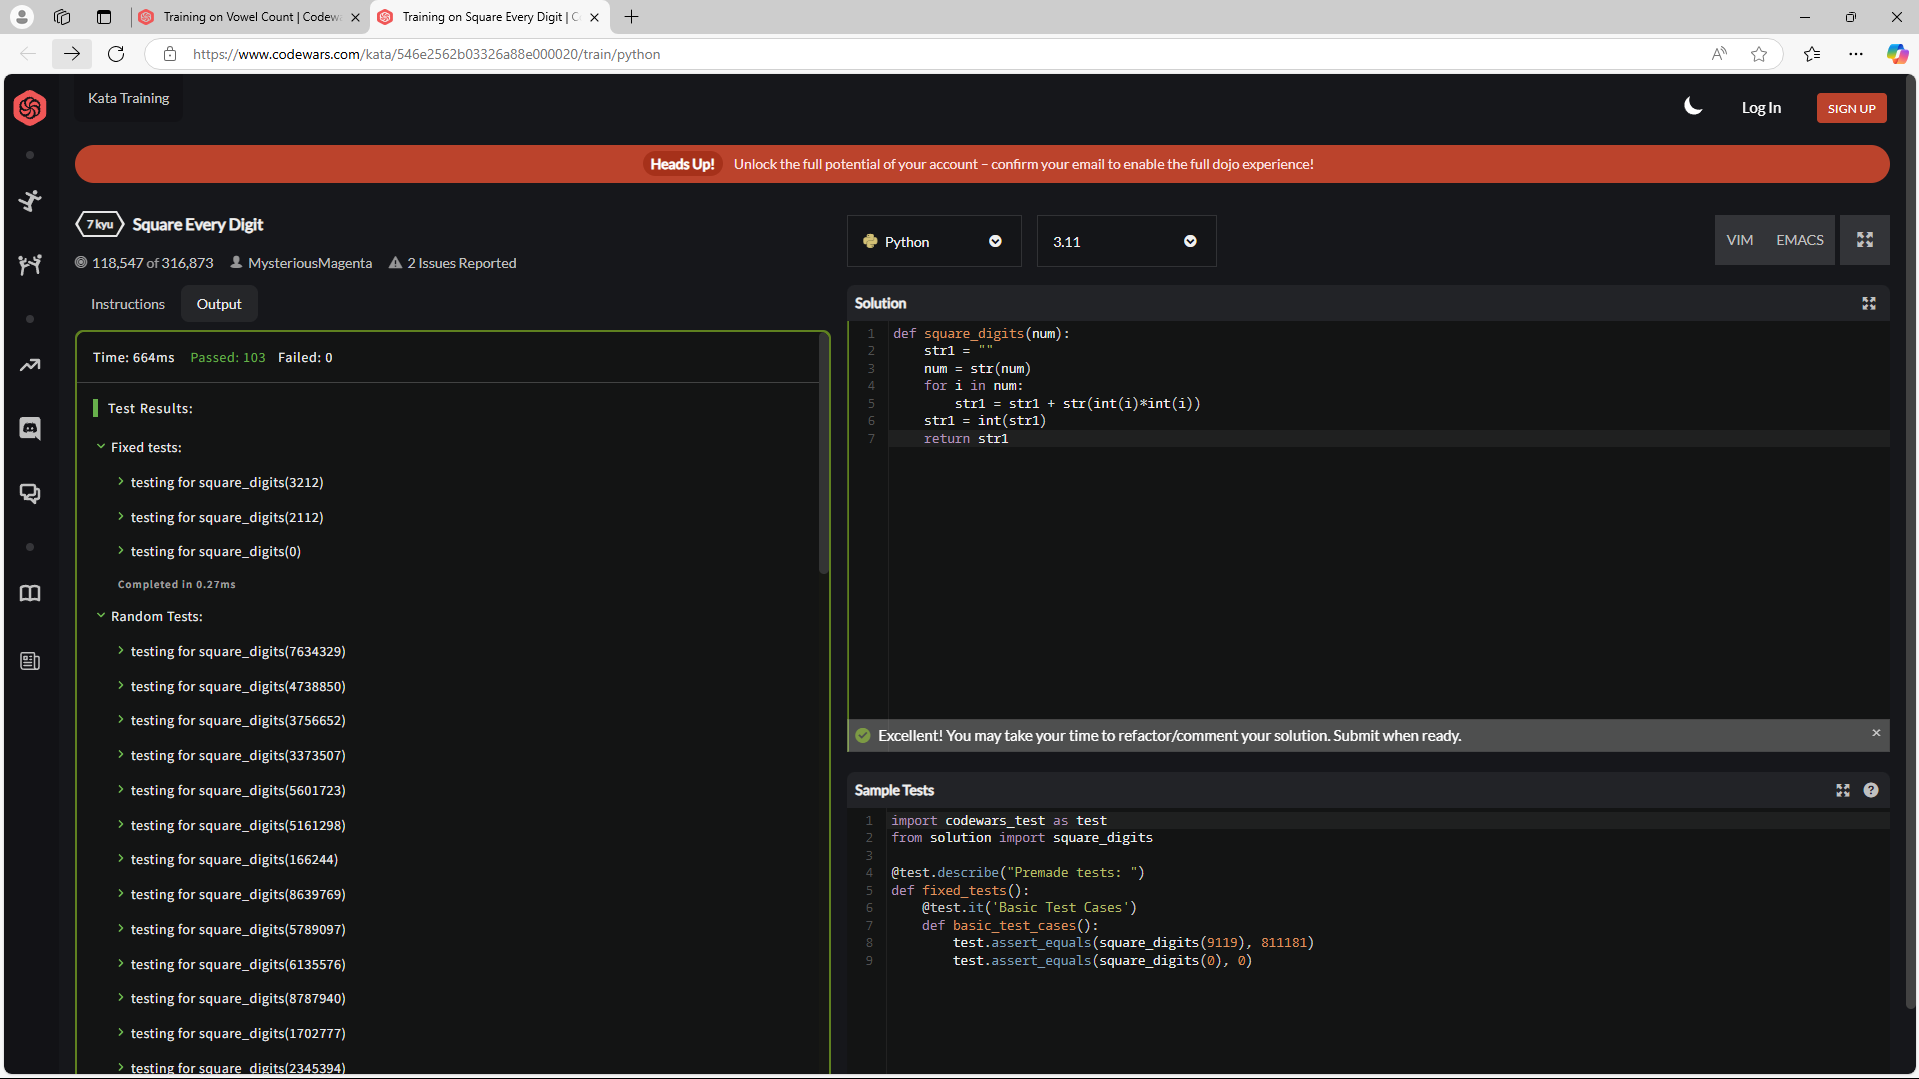 Training on Vowel Count | Codew
Training on Square Every Digit | C
https://www.codewars.com/kata/546e2562b03326a88e000020/train/python
Kata Training
Log In
SIGN UP
Heads Up! Unlock the full potential of your account – confirm your email to enable the full dojo experience!
7 kyu Square Every Digit
118,547 of 316,873 MysteriousMagenta 2 Issues Reported
Python
3.11
VIM EMACS
Instructions Output
Time: 664ms Passed: 103 Failed: 0
Test Results:
Fixed tests:
testing for square_digits(3212)
testing for square_digits(2112)
testing for square_digits(0)
Completed in 0.27ms
Random Tests:
testing for square_digits(7634329)
testing for square_digits(4738850)
testing for square_digits(3756652)
testing for square_digits(3373507)
testing for square_digits(5601723)
testing for square_digits(5161298)
testing for square_digits(166244)
testing for square_digits(8639769)
testing for square_digits(5789097)
testing for square_digits(6135576)
testing for square_digits(8787940)
testing for square_digits(1702777)
testing for square_digits(2345394)
Solution
1 def square_digits(num):
2     str1 = ""
3     num = str(num)
4     for i in num:
5         str1 = str1 + str(int(i)*int(i))
6     str1 = int(str1)
7     return str1
Excellent! You may take your time to refactor/comment your solution. Submit when ready.
Sample Tests
1 import codewars_test as test
2 from solution import square_digits
3
4 @test.describe("Premade tests: ")
5 def fixed_tests():
6     @test.it('Basic Test Cases')
7     def basic_test_cases():
8         test.assert_equals(square_digits(9119), 811181)
9         test.assert_equals(square_digits(0), 0)